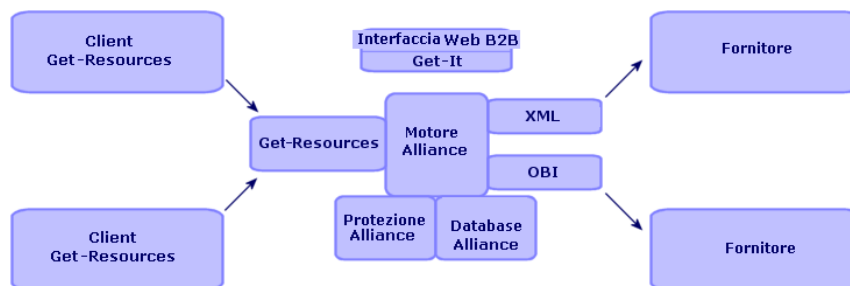 Client
Get-Resources
Interfaccia Web B2B
Get-It
Fornitore
Get-Resources
Motore
Alliance
XML
OBI
Protezione
Alliance
Database
Alliance
Client
Get-Resources
Fornitore